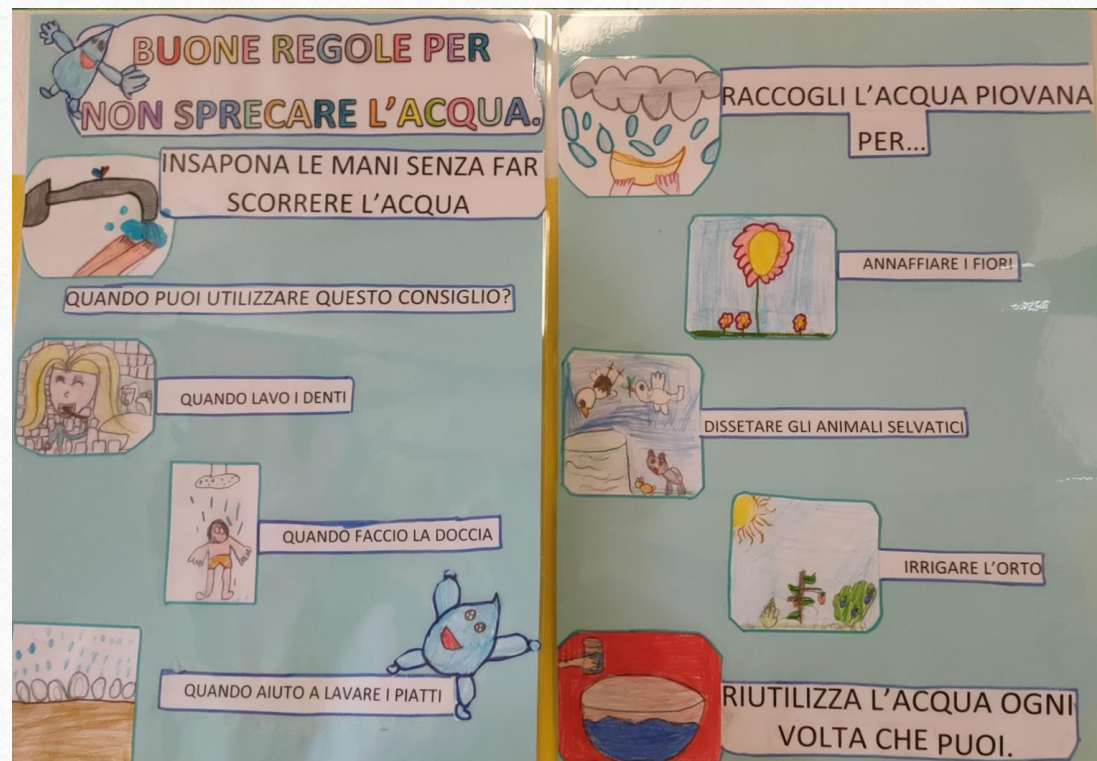 BUONE REGOLE PER
NON SPRECARE L'ACQUA.
INSAPONA LE MANI SENZA FAR
SCORRERE L'ACQUA
QUANDO PUOI UTILIZZARE QUESTO CONSIGLIO?
QUANDO LAVO I DENTI
QUANDO FACCIO LA DOCCIA
QUANDO AIUTO A LAVARE I PIATTI
RACCOGLI L'ACQUA PIOVANA
PER...
ANNAFFIARE I FIORI
DISSETARE GLI ANIMALI SELVATICI
IRRIGARE L'ORTO
RIUTILIZZA L'ACQUA OGNI
VOLTA CHE PUOI.